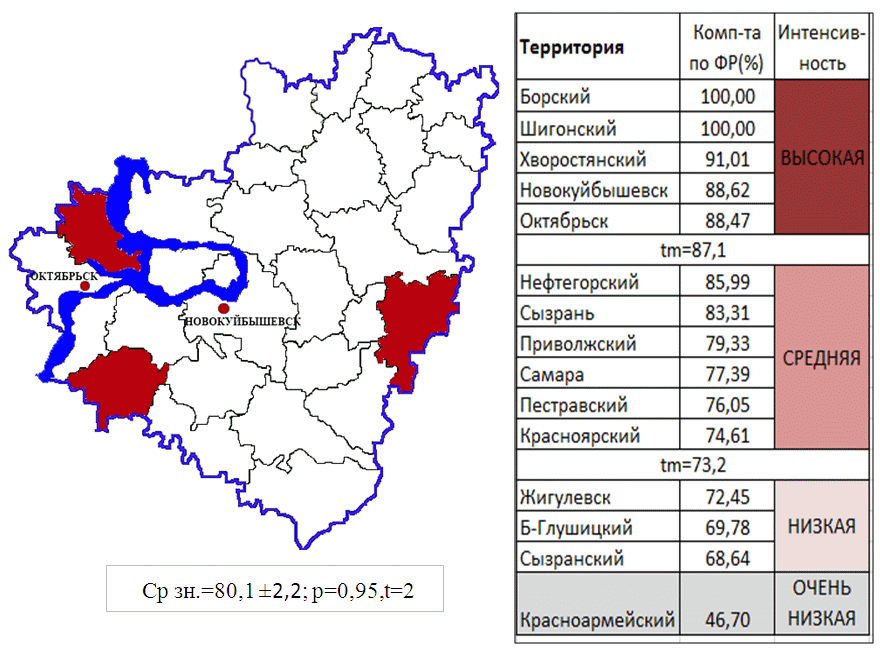 ОКТЯБРЬСК
НОВОКУЙБЫШЕВСК
Ср зн.=80,1 ±2,2; p=0,95,t=2
Территория Комп-та по ФР(%) Интенсив-ность
Борский 100,00
Шигонский 100,00
Хворостянский 91,01 ВЫСОКАЯ
Новокуйбышевск 88,62
Октябрьск 88,47
tm=87,1
Нефтегорский 85,99
Сызрань 83,31
Приволжский 79,33 СРЕДНЯЯ
Самара 77,39
Пестравский 76,05
Красноярский 74,61
tm=73,2
Жигулевск 72,45
Б-Глушицкий 69,78 НИЗКАЯ
Сызранский 68,64
Красноармейский 46,70 ОЧЕНЬ НИЗКАЯ